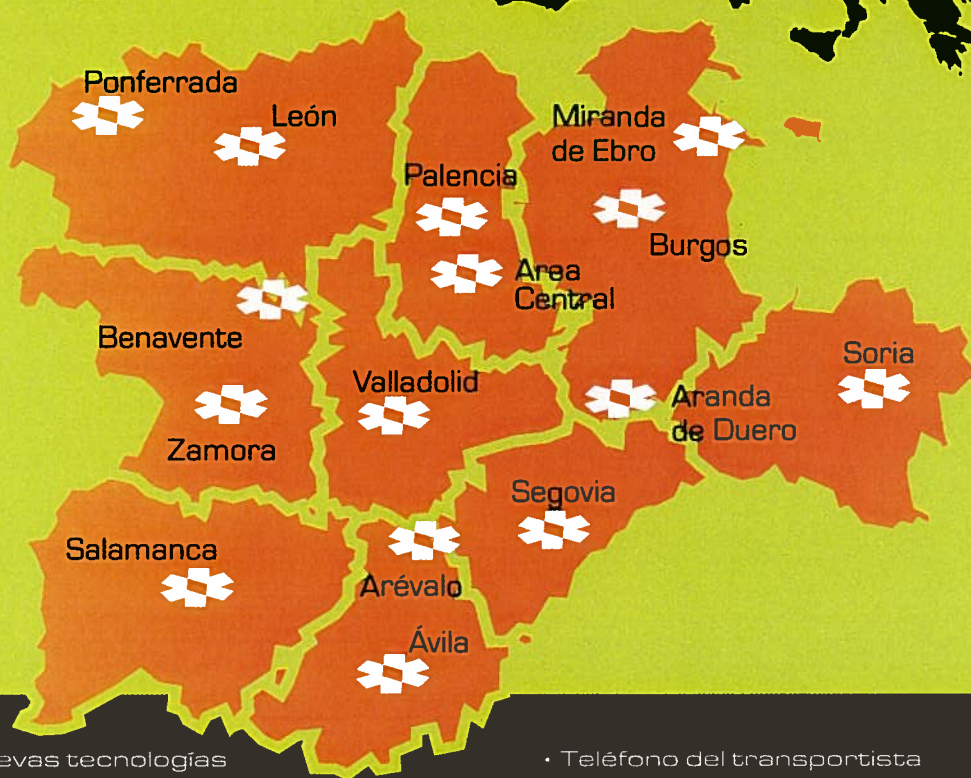 Ponferrada
León
Miranda
de Ebro
Palencia
Burgos
Area
Central
Benavente
Soria
Valladolid
Aranda
de Duero
Zamora
Segovia
Salamanca
Arévalo
Ávila
evas tecnologías
• Teléfono del transportista